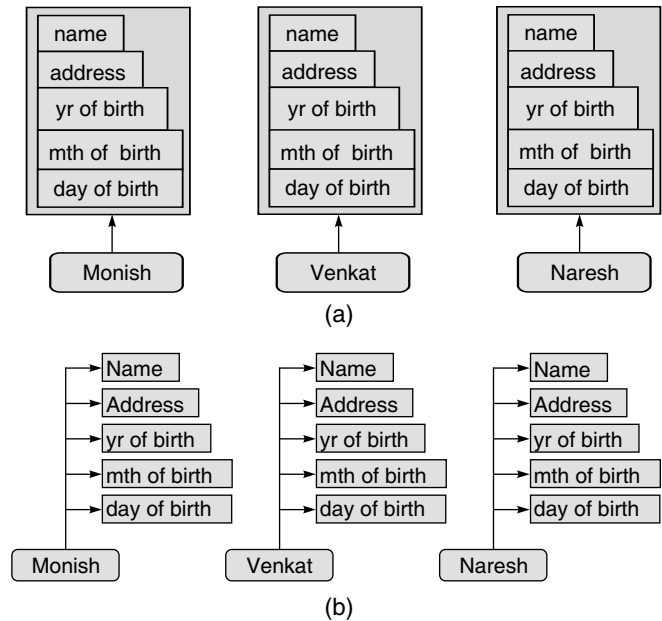 name name name
address address address
yr of birth yr of birth yr of birth
mth of birth mth of birth mth of birth
day of birth day of birth day of birth
Monish Venkat Naresh
(a)
Name Name Name
Address Address Address
yr of birth yr of birth yr of birth
mth of birth mth of birth mth of birth
day of birth day of birth day of birth
Monish Venkat Naresh
(b)